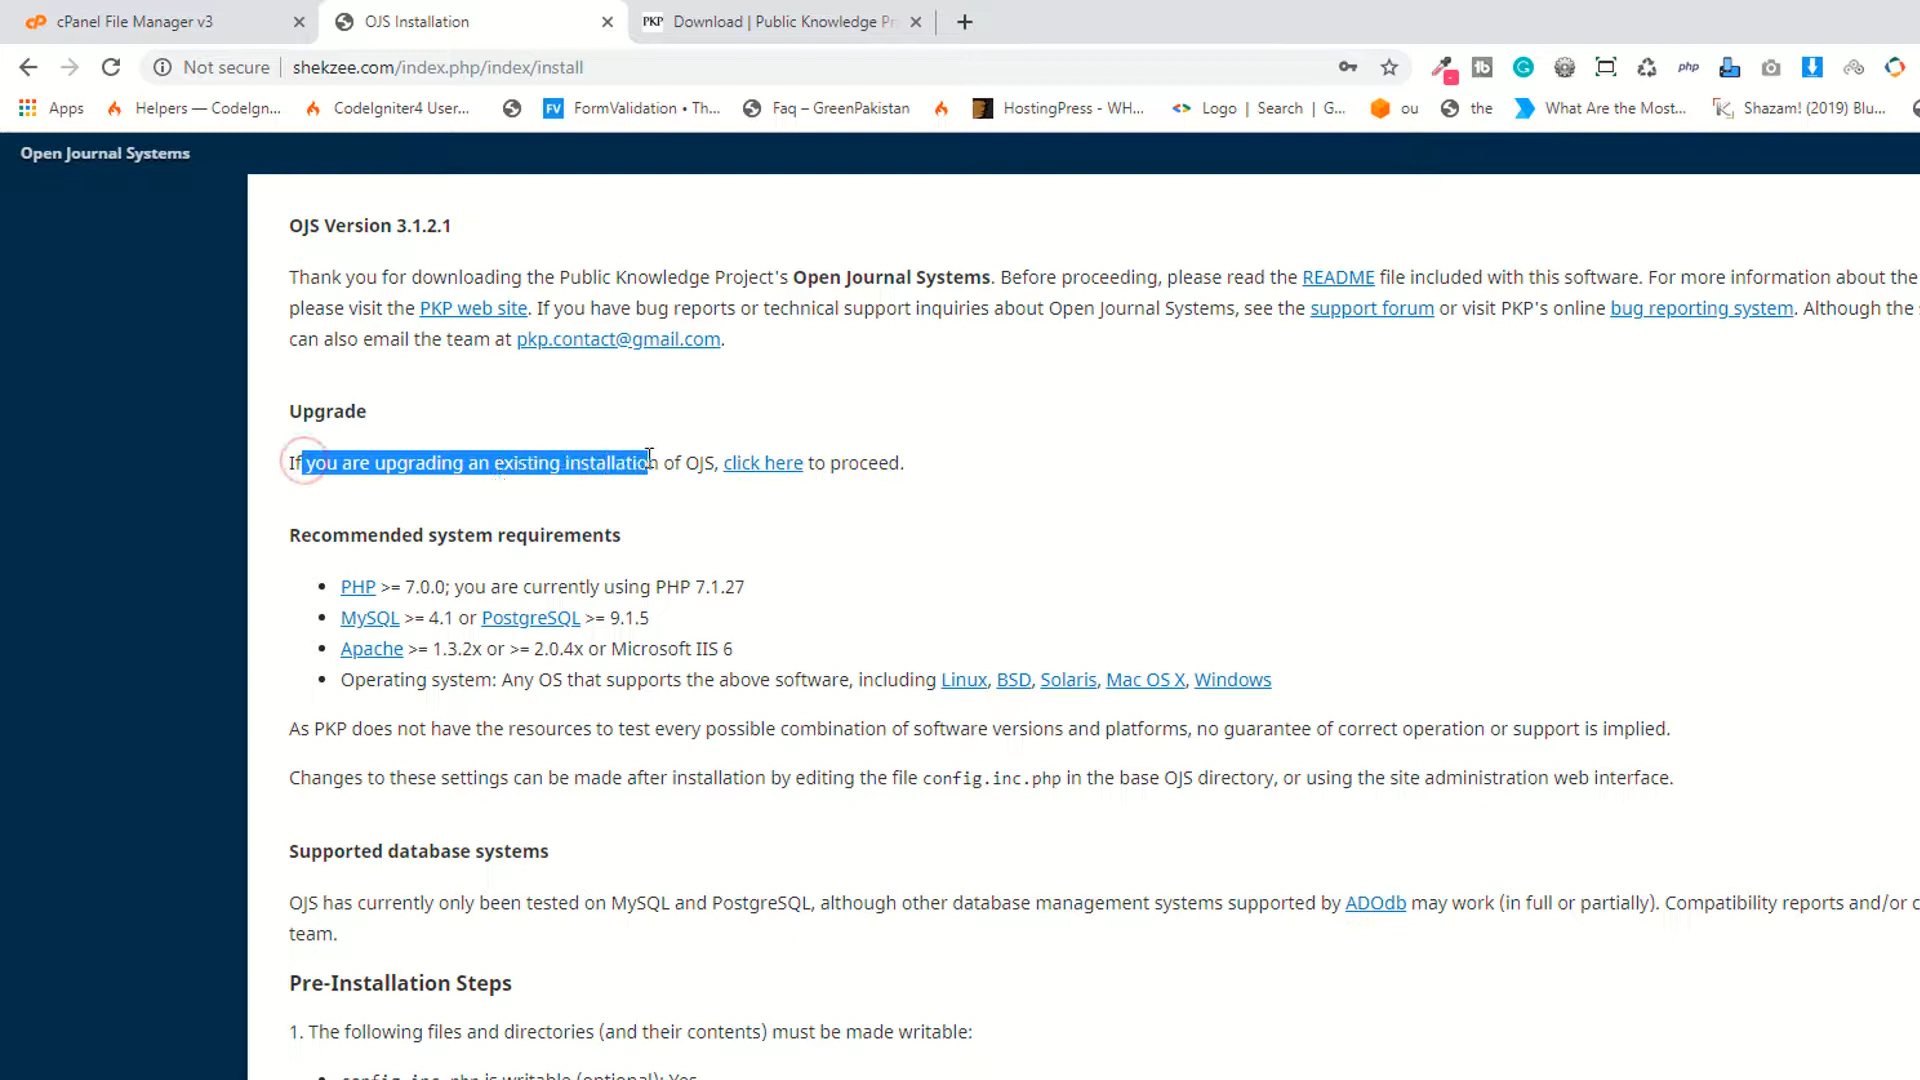 cPanel File Manager v3
OJS Installation
PKP Download | Public Knowledge Pr
Not secure shekzee.com/index.php/index/install
php
Apps Helpers — CodeIgn... CodeIgniter4 User... FV FormValidation • Th... Faq – GreenPakistan HostingPress - WH... Logo | Search | G... ou the What Are the Most... Shazam! (2019) Blu...
Open Journal Systems
OJS Version 3.1.2.1
Thank you for downloading the Public Knowledge Project's Open Journal Systems. Before proceeding, please read the README file included with this software. For more information about the
please visit the PKP web site. If you have bug reports or technical support inquiries about Open Journal Systems, see the support forum or visit PKP's online bug reporting system. Although the
can also email the team at pkp.contact@gmail.com.
Upgrade
If you are upgrading an existing installation of OJS, click here to proceed.
Recommended system requirements
• PHP >= 7.0.0; you are currently using PHP 7.1.27
• MySQL >= 4.1 or PostgreSQL >= 9.1.5
• Apache >= 1.3.2x or >= 2.0.4x or Microsoft IIS 6
• Operating system: Any OS that supports the above software, including Linux, BSD, Solaris, Mac OS X, Windows
As PKP does not have the resources to test every possible combination of software versions and platforms, no guarantee of correct operation or support is implied.
Changes to these settings can be made after installation by editing the file config.inc.php in the base OJS directory, or using the site administration web interface.
Supported database systems
OJS has currently only been tested on MySQL and PostgreSQL, although other database management systems supported by ADOdb may work (in full or partially). Compatibility reports and/or c
team.
Pre-Installation Steps
1. The following files and directories (and their contents) must be made writable:
• config.inc.php is writable (optional): Yes